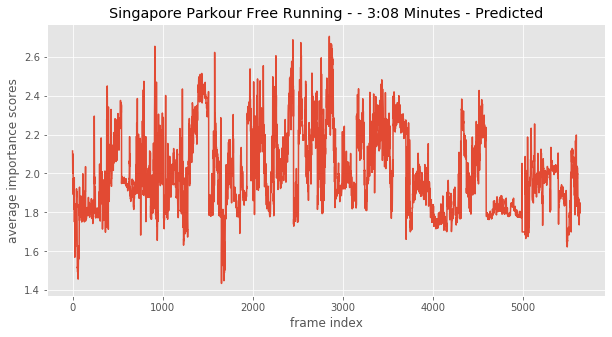 Singapore Parkour Free Running - - 3:08 Minutes - Predicted
average importance scores
2.6
2.4
2.2
2.0
1.8
1.6
1.4
0 1000 2000 3000 4000 5000
frame index